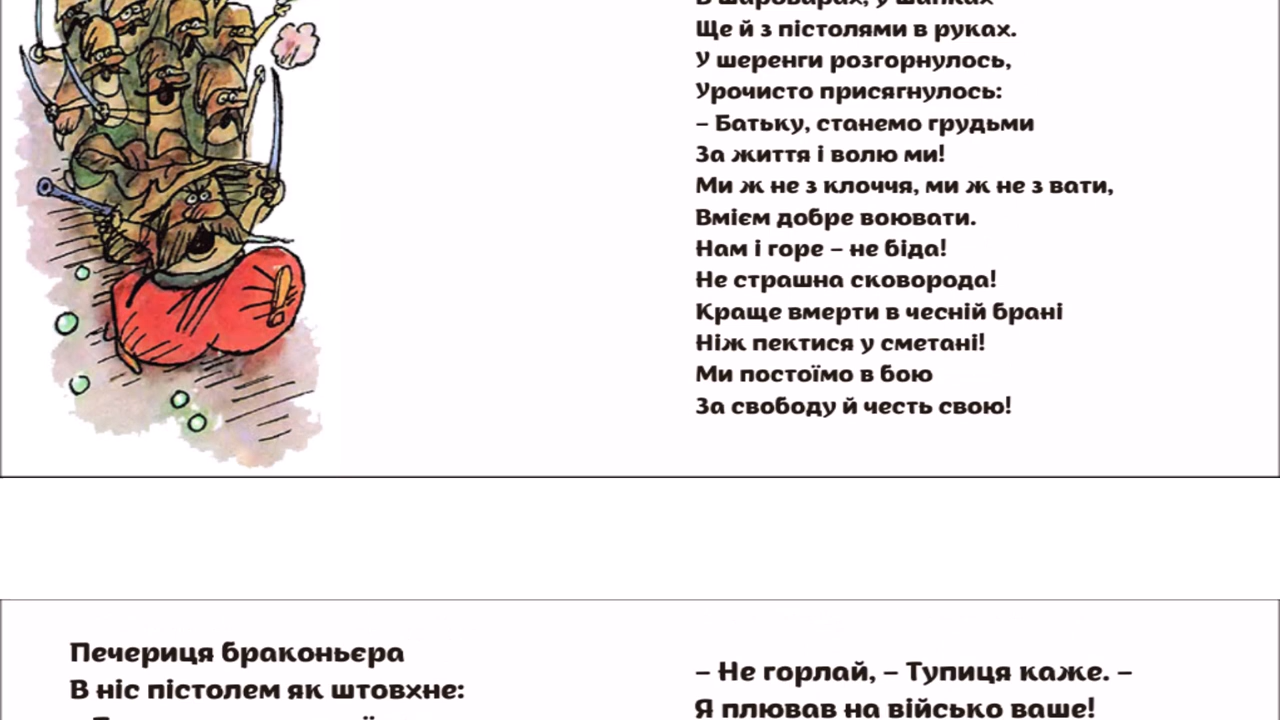 В шароварах, у шапках
Ще й з пістолями в руках.
У шеренги розгорнулось,
Урочисто присягнулось:
– Батьку, станемо грудьми
За життя і волю ми!
Ми ж не з клоччя, ми ж не з вати,
Вмієм добре воювати.
Нам і горе – не біда!
Не страшна сковорода!
Краще вмерти в чесній брані
Ніж пектися у сметані!
Ми постоїмо в бою
За свободу й честь свою!
Печериця браконьєра
В ніс пістолем як штовхне:
– Не горлай, – Тупиця каже. –
Я плював на військо ваше!